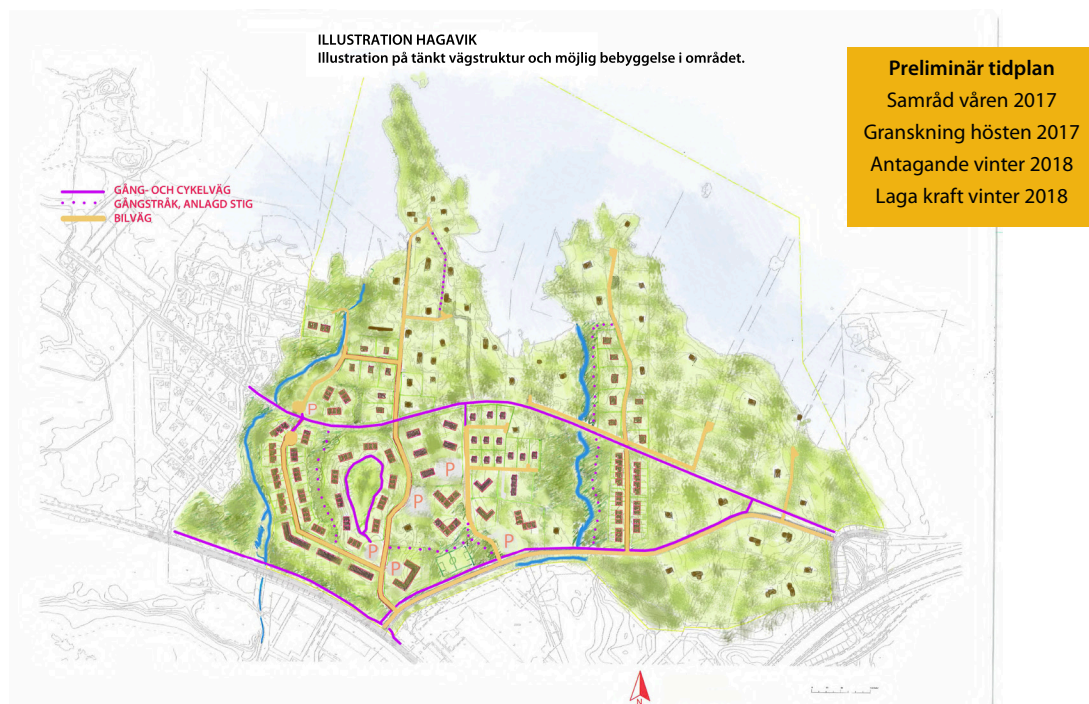 ILLUSTRATION HAGAVIK
Illustration på tänkt vägstruktur och möjlig bebyggelse i området.
Preliminär tidplan
Samråd våren 2017
Granskning hösten 2017
Antagande vinter 2018
Laga kraft vinter 2018
GÅNG- OCH CYKELVÄG
GÅNGSTRÅK, ANLAGD STIG
BILVÄG
P
P
P
P
P
P
N